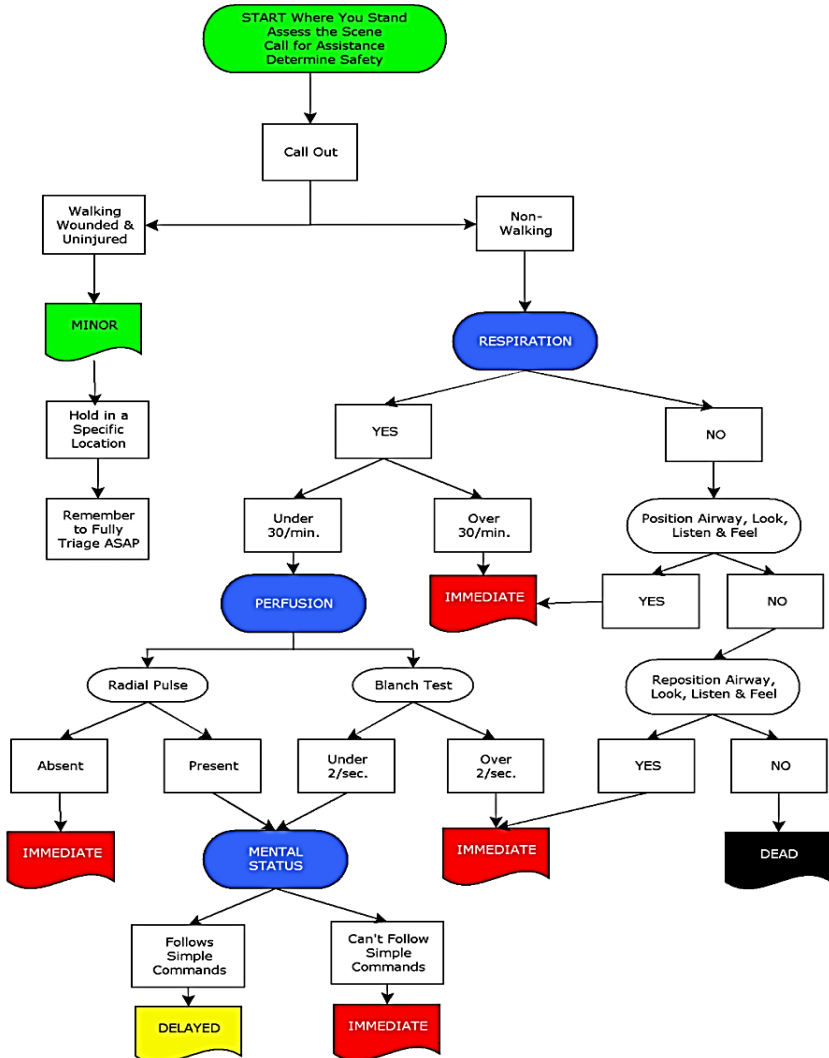 START Where You Stand
Assess the Scene
Call for Assistance
Determine Safety
Call Out
Walking
Wounded &
Uninjured
Non-
Walking
MINOR
RESPIRATION
Hold in a
Specific
Location
YES
NO
Remember
to Fully
Triage ASAP
Under
30/min.
Over
30/min.
Position Airway, Look,
Listen & Feel
PERFUSION
IMMEDIATE
YES
NO
Radial Pulse
Blanch Test
Reposition Airway,
Look, Listen & Feel
Absent
Present
Under
2/sec.
Over
2/sec.
YES
NO
IMMEDIATE
MENTAL
STATUS
IMMEDIATE
DEAD
Follows
Simple
Commands
Can't Follow
Simple
Commands
DELAYED
IMMEDIATE